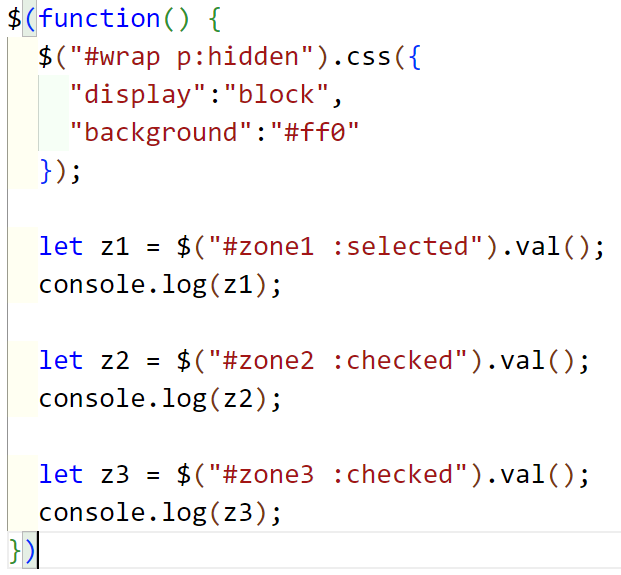 $(function() {
$("#wrap p:hidden").css({
"display":"block",
"background":"#ff0"
});
let z1 = $("#zone1 :selected").val();
console.log(z1);
let z2 = $("#zone2 :checked").val();
console.log(z2);
let z3 = $("#zone3 :checked").val();
console.log(z3);
})